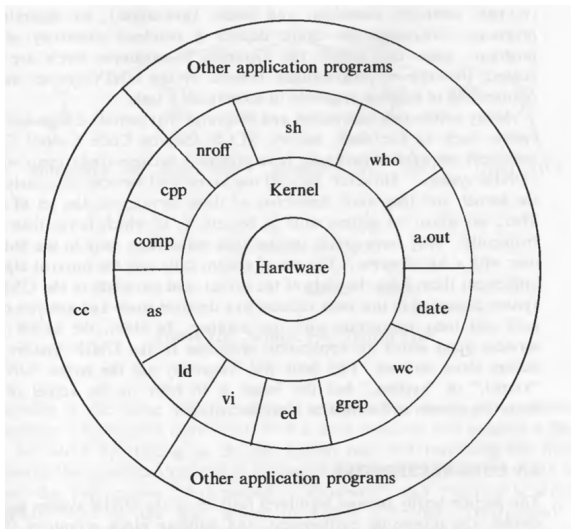 Other application programs
sh
nroff
who
cpp
Kernel
comp
a.out
Hardware
cc
as
date
ld
wc
vi
grep
ed
Other application programs